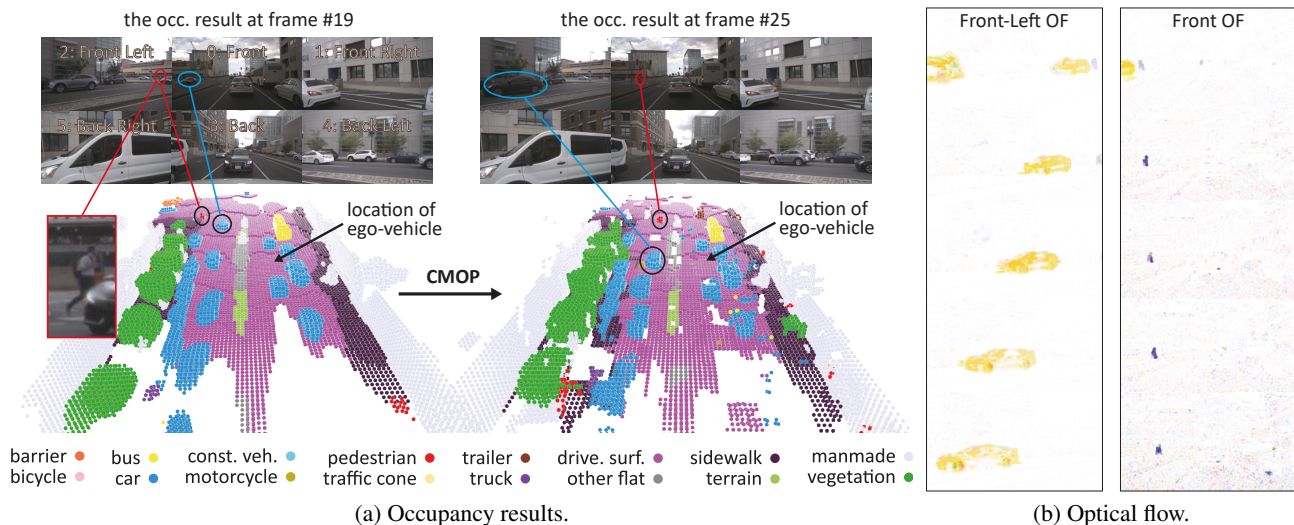 the occ. result at frame #19
the occ. result at frame #25
2: Front Left
0: Front
1: Front Right
5: Back Right
3: Back
4: Back Left
location of
ego-vehicle
CMOP
location of
ego-vehicle
barrier bus const. veh. pedestrian trailer drive. surf. sidewalk manmade
bicycle car motorcycle traffic cone truck other flat terrain vegetation
(a) Occupancy results.
Front-Left OF
Front OF
(b) Optical flow.